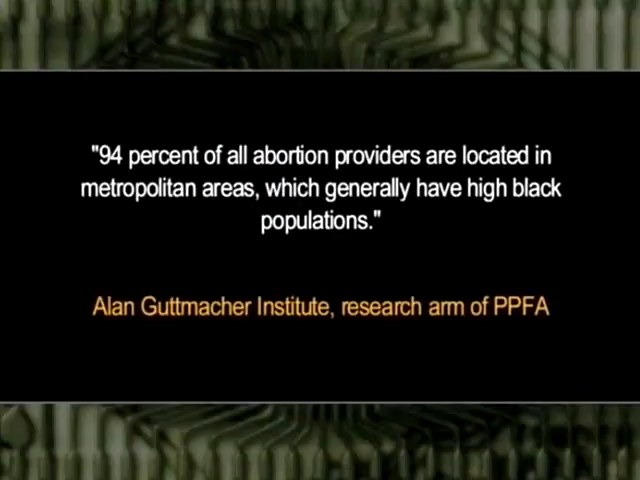 "94 percent of all abortion providers are located in
metropolitan areas, which generally have high black
populations."
Alan Guttmacher Institute, research arm of PPFA